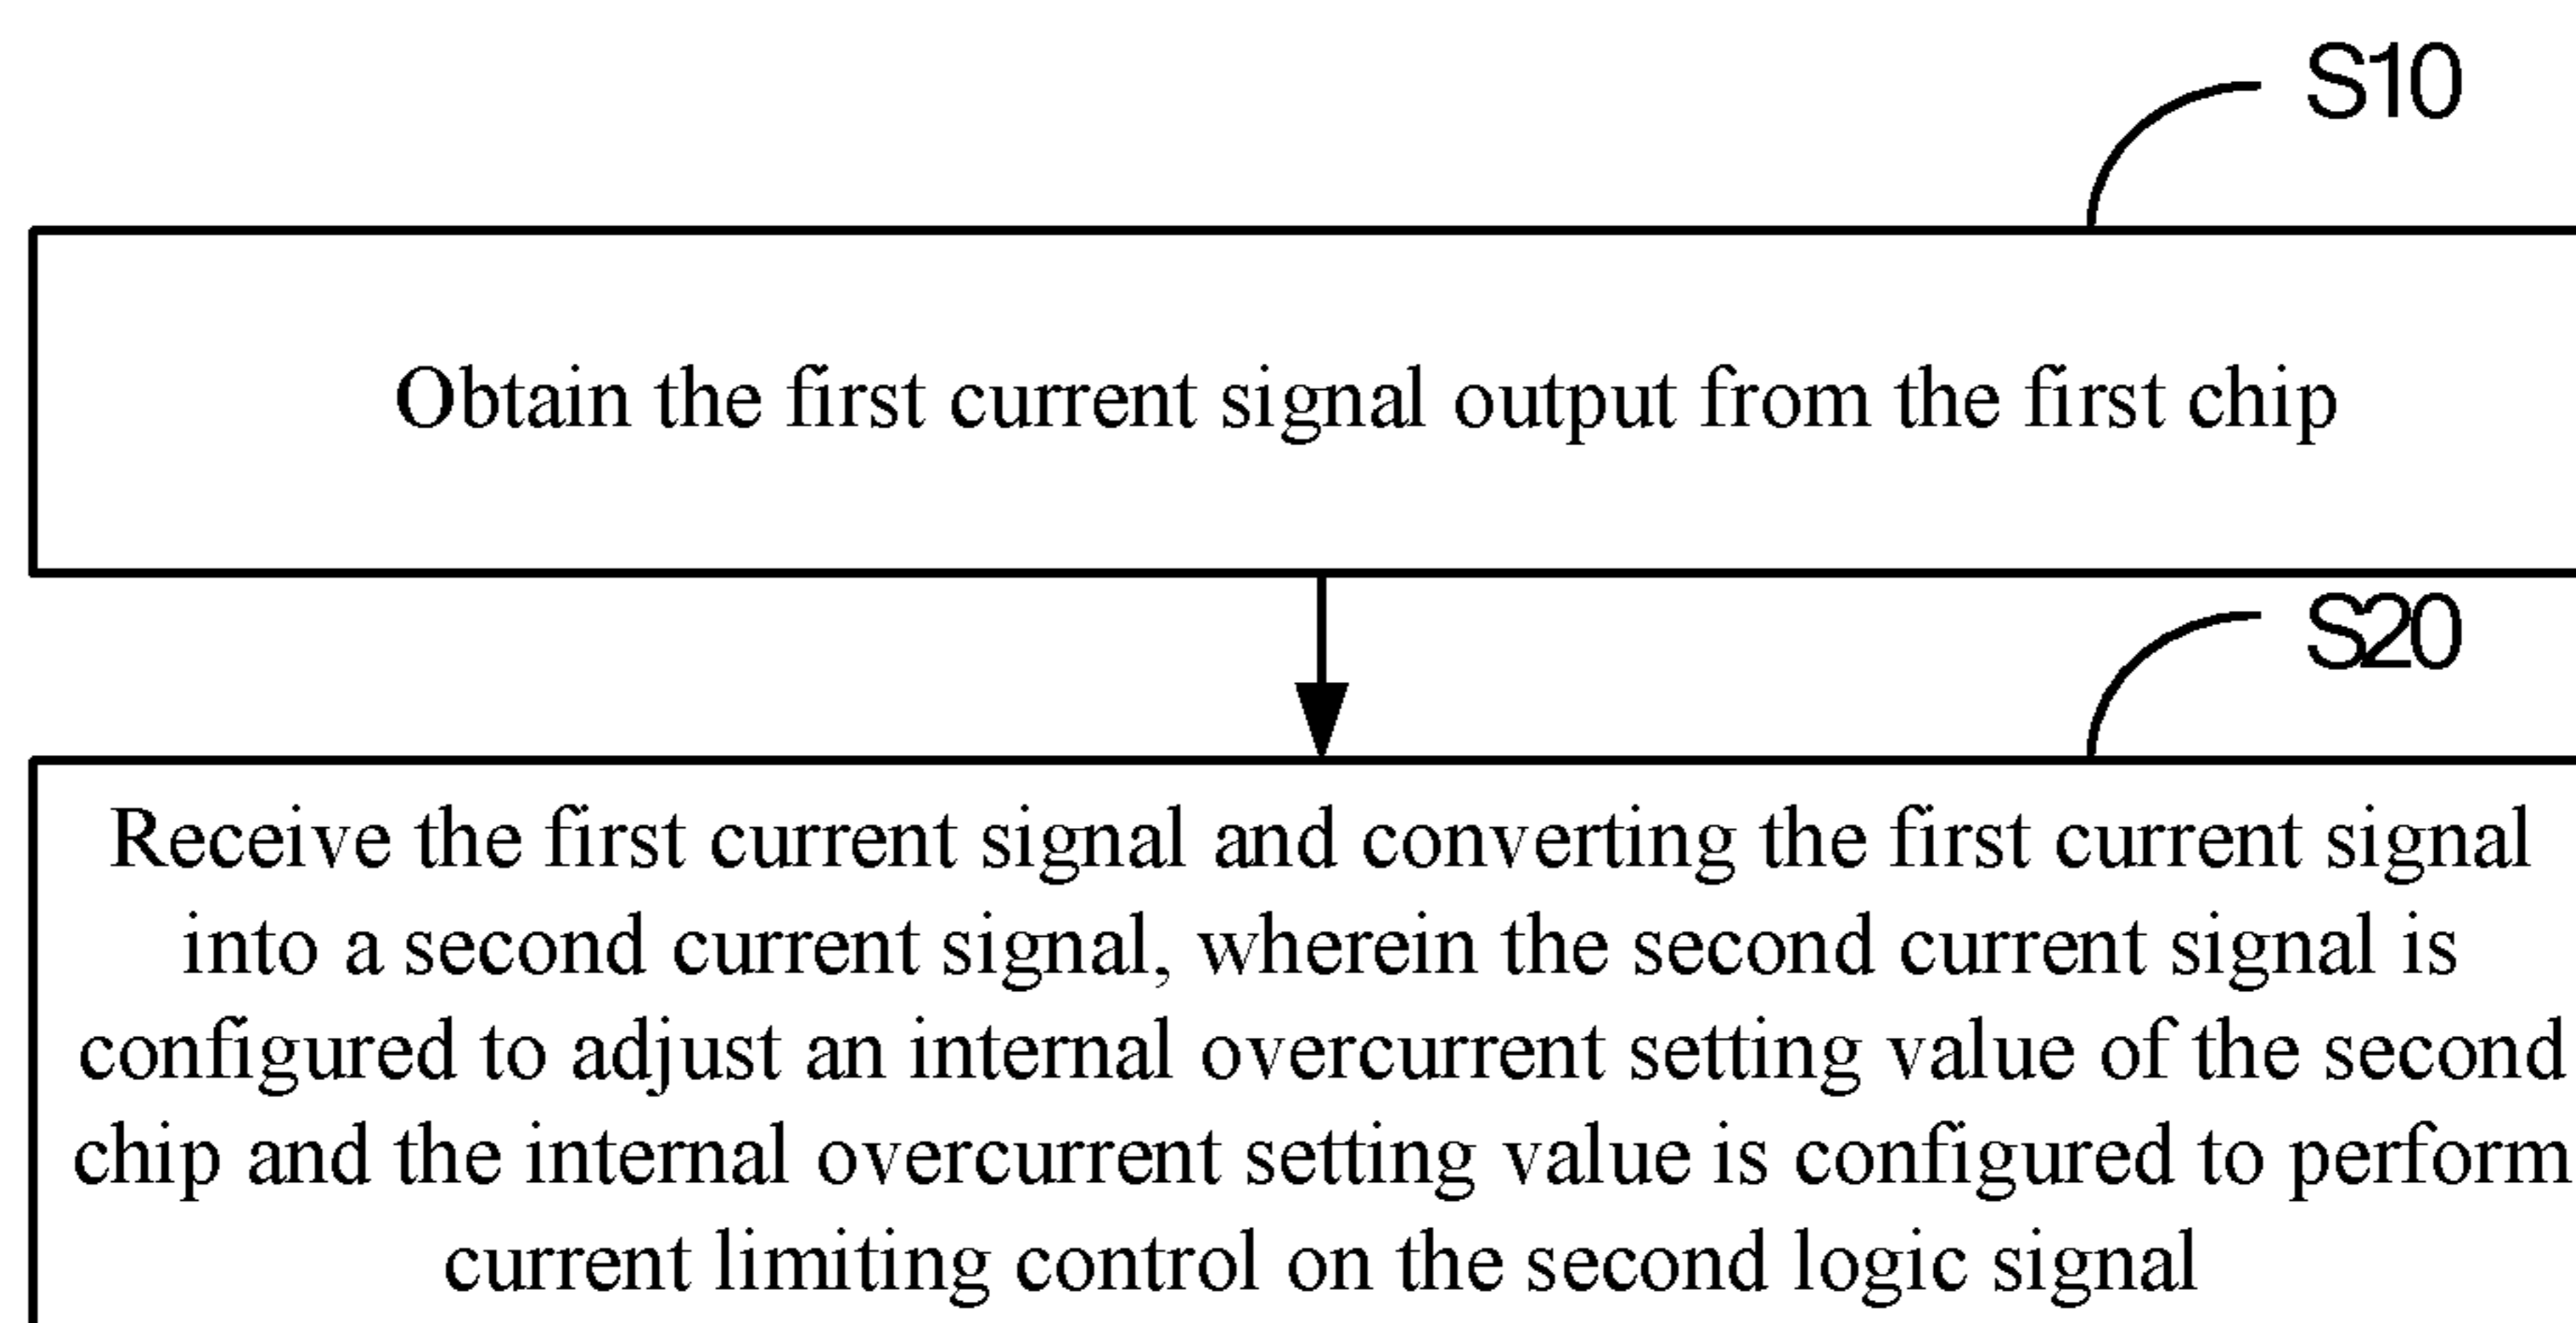 S10
Obtain the first current signal output from the first chip
S20
Receive the first current signal and converting the first current signal
into a second current signal, wherein the second current signal is
configured to adjust an internal overcurrent setting value of the second
chip and the internal overcurrent setting value is configured to perform
current limiting control on the second logic signal